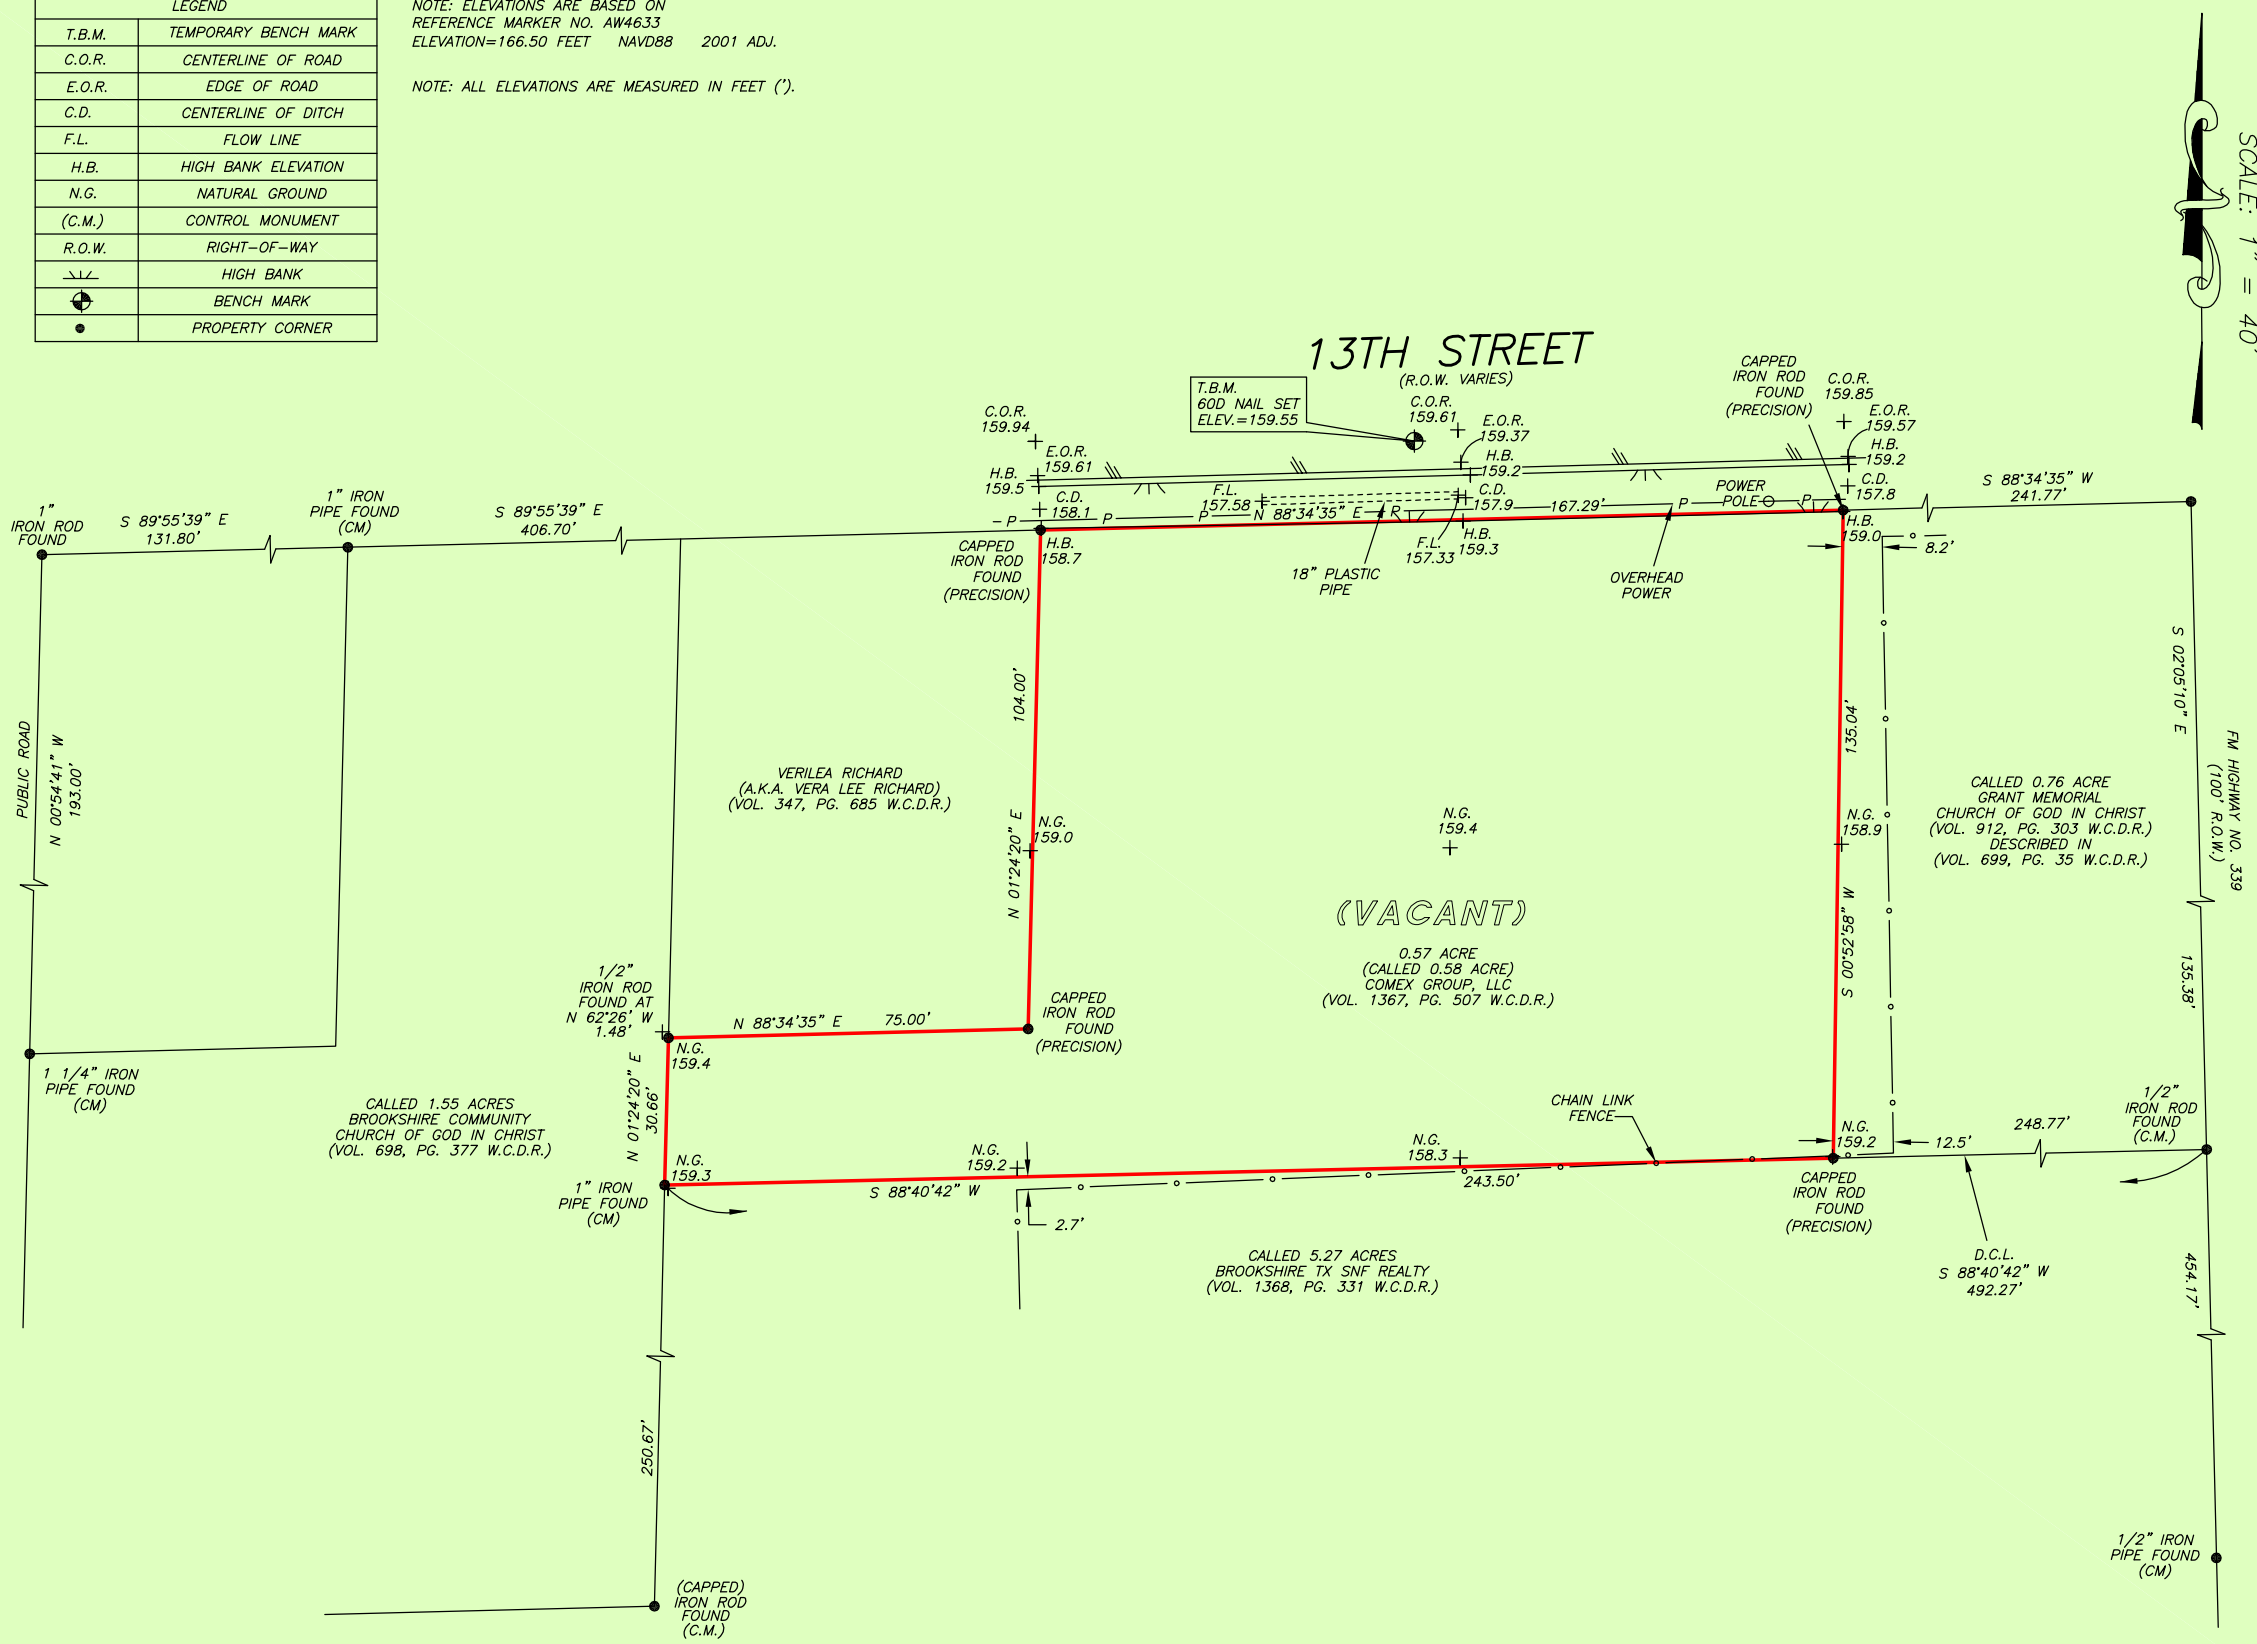 LEGEND
T.B.M. TEMPORARY BENCH MARK
C.O.R. CENTERLINE OF ROAD
E.O.R. EDGE OF ROAD
C.D. CENTERLINE OF DITCH
F.L. FLOW LINE
H.B. HIGH BANK ELEVATION
N.G. NATURAL GROUND
(C.M.) CONTROL MONUMENT
R.O.W. RIGHT-OF-WAY
HIGH BANK
BENCH MARK
PROPERTY CORNER
NOTE: ELEVATIONS ARE BASED ON
REFERENCE MARKER NO. AW4633
ELEVATION=166.50 FEET NAVD88 2001 ADJ.
NOTE: ALL ELEVATIONS ARE MEASURED IN FEET (').
SCALE: 1" = 40'
13TH STREET
(R.O.W. VARIES)
T.B.M.
60D NAIL SET
ELEV.=159.55
C.O.R.
159.94
E.O.R.
159.61
H.B.
159.5
C.D.
158.1
C.O.R.
159.61
E.O.R.
159.37
H.B.
159.2
F.L.
157.58
C.D.
157.9
CAPPED
IRON ROD
FOUND
(PRECISION)
C.O.R.
159.85
E.O.R.
159.57
H.B.
159.2
C.D.
157.8
POWER
POLE
P
P
P
P
P
P
N 88°34'35" E
167.29'
H.B.
158.7
F.L.
157.33
H.B.
159.3
H.B.
159.0
8.2'
18" PLASTIC
PIPE
OVERHEAD
POWER
S 88°34'35" W
241.77'
1"
IRON ROD
FOUND
S 89°55'39" E
131.80'
1" IRON
PIPE FOUND
(CM)
S 89°55'39" E
406.70'
CAPPED
IRON ROD
FOUND
(PRECISION)
PUBLIC ROAD
N 00°54'41" W
193.00'
VERILEA RICHARD
(A.K.A. VERA LEE RICHARD)
(VOL. 347, PG. 685 W.C.D.R.)
104.00'
N 01°24'20" E
N.G.
159.0
N.G.
159.4
(VACANT)
0.57 ACRE
(CALLED 0.58 ACRE)
COMEX GROUP, LLC
(VOL. 1367, PG. 507 W.C.D.R.)
135.04'
N.G.
158.9
S 00°52'58" W
CALLED 0.76 ACRE
GRANT MEMORIAL
CHURCH OF GOD IN CHRIST
(VOL. 912, PG. 303 W.C.D.R.)
DESCRIBED IN
(VOL. 699, PG. 35 W.C.D.R.)
S 02°05'10" E
135.38'
FM HIGHWAY NO. 339
(100' R.O.W.)
1/2"
IRON ROD
FOUND AT
N 62°26' W
1.48'
N 88°34'35" E 75.00'
CAPPED
IRON ROD
FOUND
(PRECISION)
N.G.
159.4
N 01°24'20" E
30.66'
1 1/4" IRON
PIPE FOUND
(CM)
CALLED 1.55 ACRES
BROOKSHIRE COMMUNITY
CHURCH OF GOD IN CHRIST
(VOL. 698, PG. 377 W.C.D.R.)
N.G.
159.3
1" IRON
PIPE FOUND
(CM)
N.G.
159.2
S 88°40'42" W
2.7'
N.G.
158.3
243.50'
CHAIN LINK
FENCE
N.G.
159.2
12.5'
CAPPED
IRON ROD
FOUND
(PRECISION)
248.77'
1/2"
IRON ROD
FOUND
(C.M.)
D.C.L.
S 88°40'42" W
492.27'
CALLED 5.27 ACRES
BROOKSHIRE TX SNF REALTY
(VOL. 1368, PG. 331 W.C.D.R.)
454.17'
250.67'
(CAPPED)
IRON ROD
FOUND
(C.M.)
1/2" IRON
PIPE FOUND
(CM)